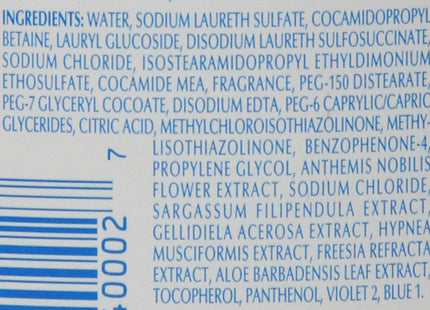 INGREDIENTS: WATER, SODIUM LAURETH SULFATE, COCAMIDOPROPYL
BETAINE, LAURYL GLUCOSIDE, DISODIUM LAURETH SULFOSUCCINATE,
SODIUM CHLORIDE, ISOSTEARAMIDOPROPYL ETHYLDIMONIUM
ETHOSULFATE, COCAMIDE MEA, FRAGRANCE, PEG-150 DISTEARATE,
PEG-7 GLYCERYL COCOATE, DISODIUM EDTA, PEG-6 CAPRYLIC/CAPRIC
GLYCERIDES, CITRIC ACID, METHYLCHLOROISOTHIAZOLINONE, METHY-
LISOTHIAZOLINONE, BENZOPHENONE-4,
PROPYLENE GLYCOL, ANTHEMIS NOBILIS
FLOWER EXTRACT, SODIUM CHLORIDE,
SARGASSUM FILIPENDULA EXTRACT,
GELLIDIELA ACEROSA EXTRACT, HYPNEA
MUSCIFORMIS EXTRACT, FREESIA REFRACTA
EXTRACT, ALOE BARBADENSIS LEAF EXTRACT,
TOCOPHEROL, PANTHENOL, VIOLET 2, BLUE 1.
7
0002